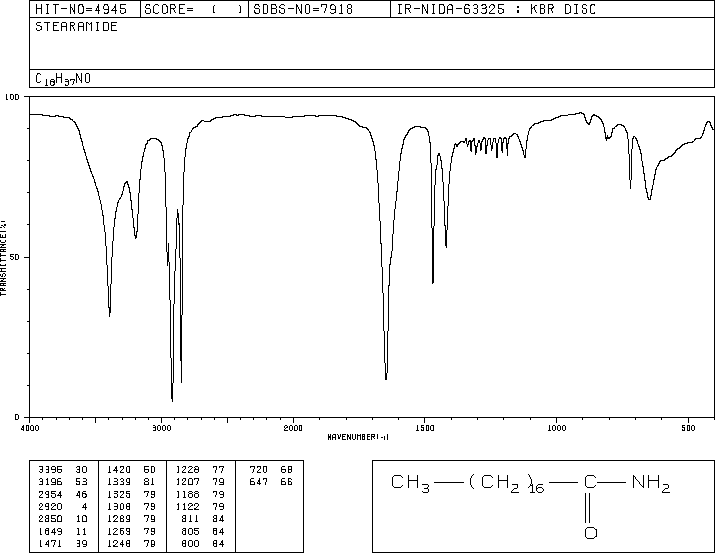 HIT-NO=4945 SCORE= ( ) SDBS-NO=7918 IR-NIDA-63325 : KBR DISC
STEARAMIDE
C18H37NO
100
TRANSMITTANCE(%)
50
0
4000 3000 2000 1500 1000 500
WAVENUMBER(-1)
3395 30 1420 50 1228 77 720 68
3196 53 1339 81 1207 79 647 66
2954 46 1325 79 1188 79
2920 4 1308 79 1122 79
2850 10 1289 79 811 84
1649 11 1269 79 805 84
1471 39 1248 79 800 84
CH3 (CH2)16 C NH2
O